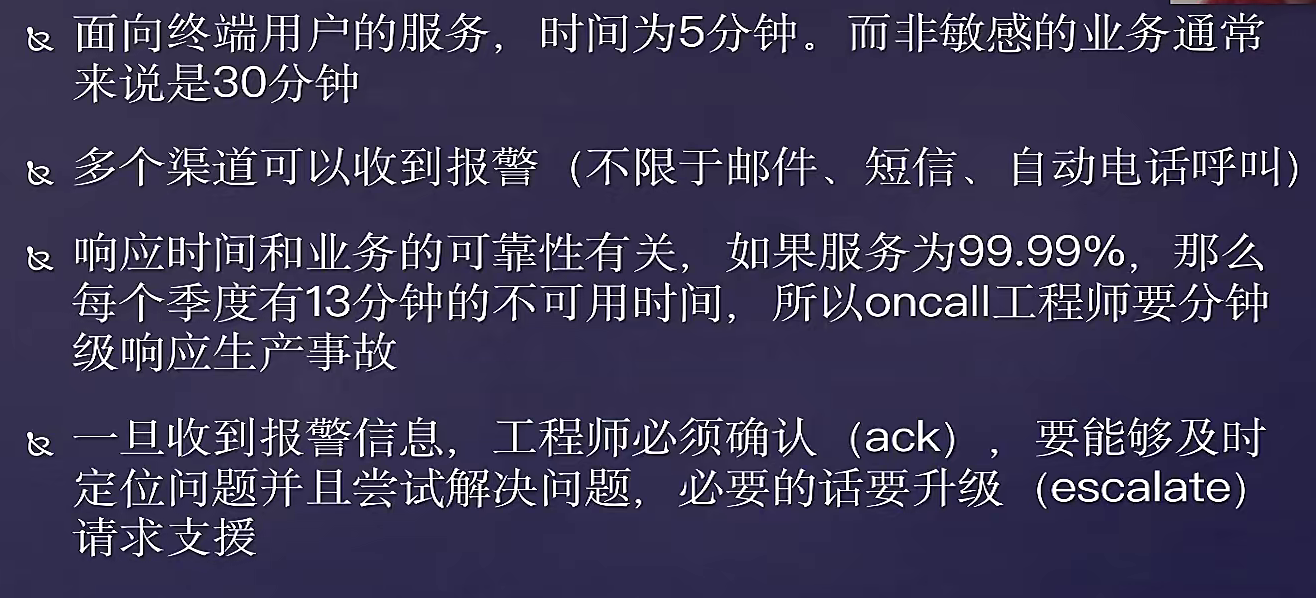 面向终端用户的服务，时间为5分钟。而非敏感的业务通常
来说是30分钟
多个渠道可以收到报警（不限于邮件、短信、自动电话呼叫）
响应时间和业务的可靠性有关，如果服务为99.99%，那么
每个季度有13分钟的不可用时间，所以oncall工程师要分钟
级响应生产事故
一旦收到报警信息，工程师必须确认（ack），要能够及时
定位问题并且尝试解决问题，必要的话要升级（escalate）
请求支援